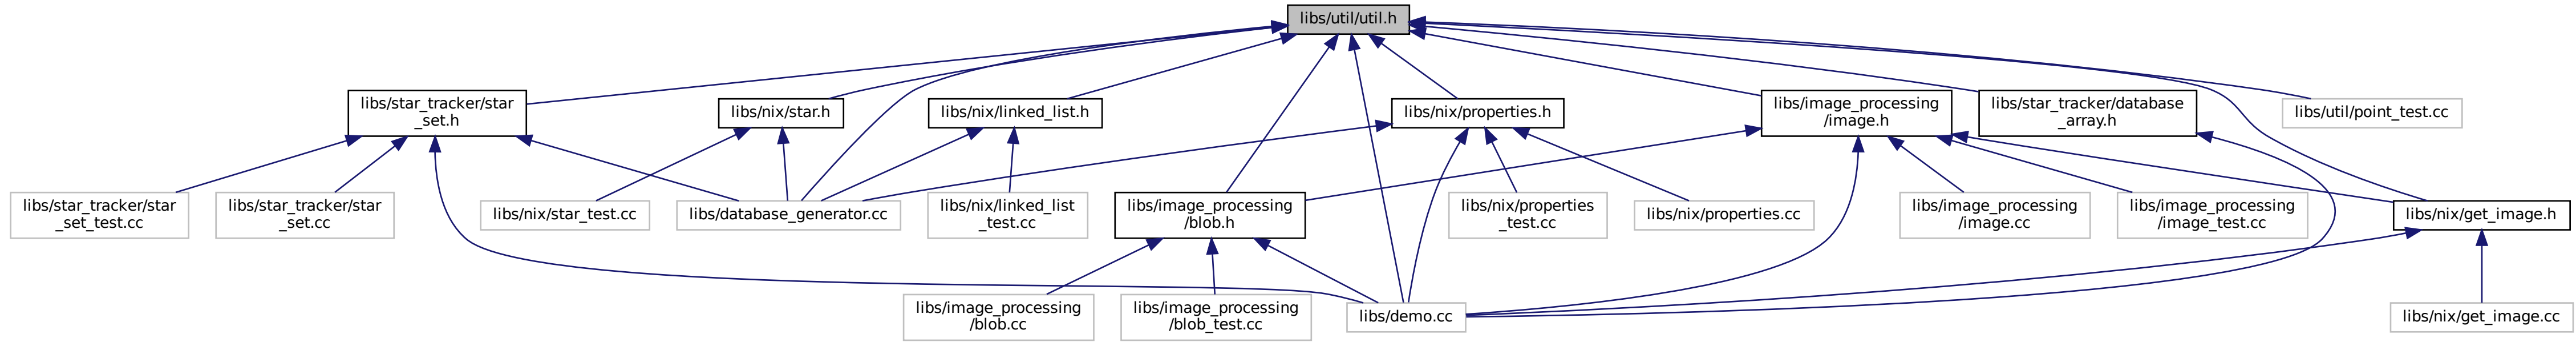 libs/util/util.h
libs/star_tracker/star
_set.h
libs/nix/star.h
libs/nix/linked_list.h
libs/nix/properties.h
libs/image_processing
/image.h
libs/star_tracker/database
_array.h
libs/util/point_test.cc
libs/star_tracker/star
_set_test.cc
libs/star_tracker/star
_set.cc
libs/nix/star_test.cc
libs/database_generator.cc
libs/nix/linked_list
_test.cc
libs/image_processing
/blob.h
libs/nix/properties
_test.cc
libs/nix/properties.cc
libs/image_processing
/image.cc
libs/image_processing
/image_test.cc
libs/nix/get_image.h
libs/image_processing
/blob.cc
libs/image_processing
/blob_test.cc
libs/demo.cc
libs/nix/get_image.cc